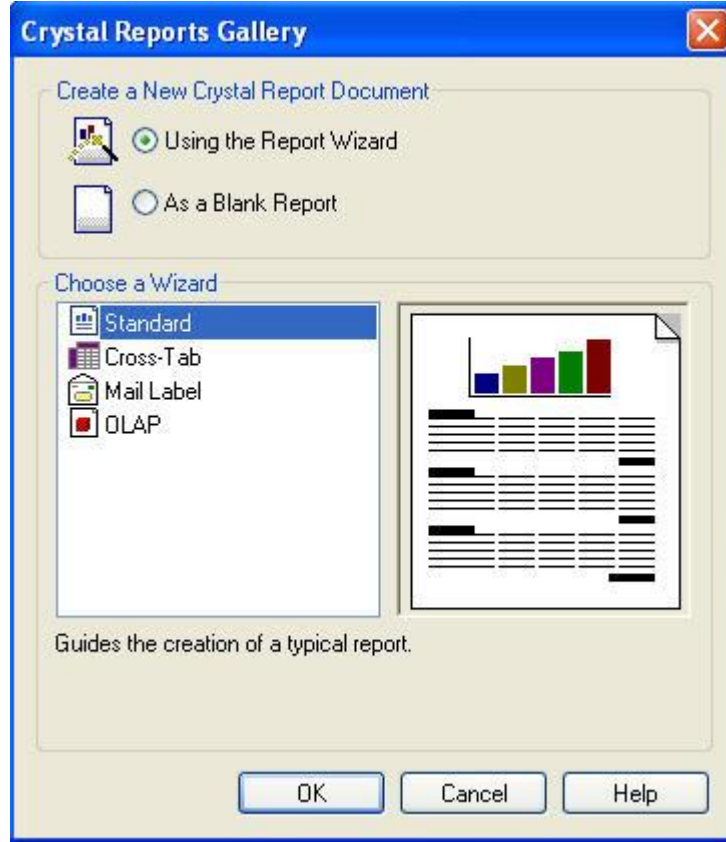 Crystal Reports Gallery
Create a New Crystal Report Document
Using the Report Wizard
As a Blank Report
Choose a Wizard
Standard
Cross-Tab
Mail Label
OLAP
Guides the creation of a typical report.
OK
Cancel
Help